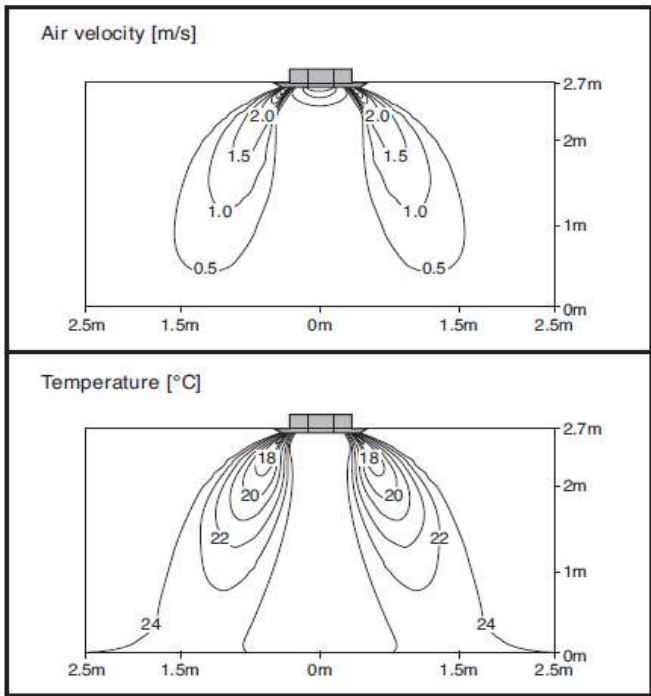 Air velocity [m/s]
2.7m
2.0 2.0
2m
1.5 1.5
1.0 1.0
1m
0.5 0.5
0m
2.5m 1.5m 0m 1.5m 2.5m
Temperature [°C]
2.7m
18 18
20 20
2m
22 22
1m
24 24
0m
2.5m 1.5m 0m 1.5m 2.5m